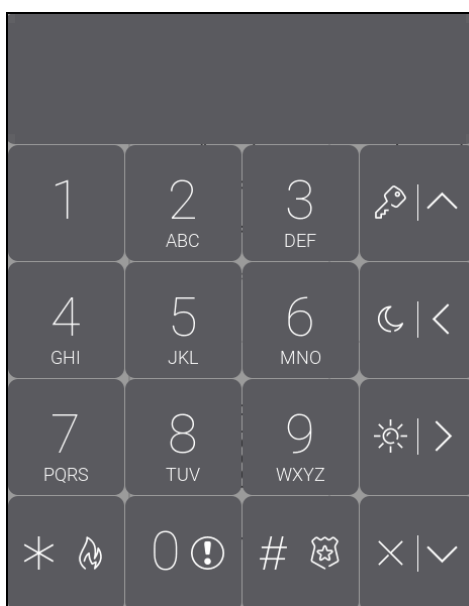 1 2 3
ABC DEF
4 5 6
GHI JKL MNO
7 8 9
PQRS TUV WXYZ
* 0 #